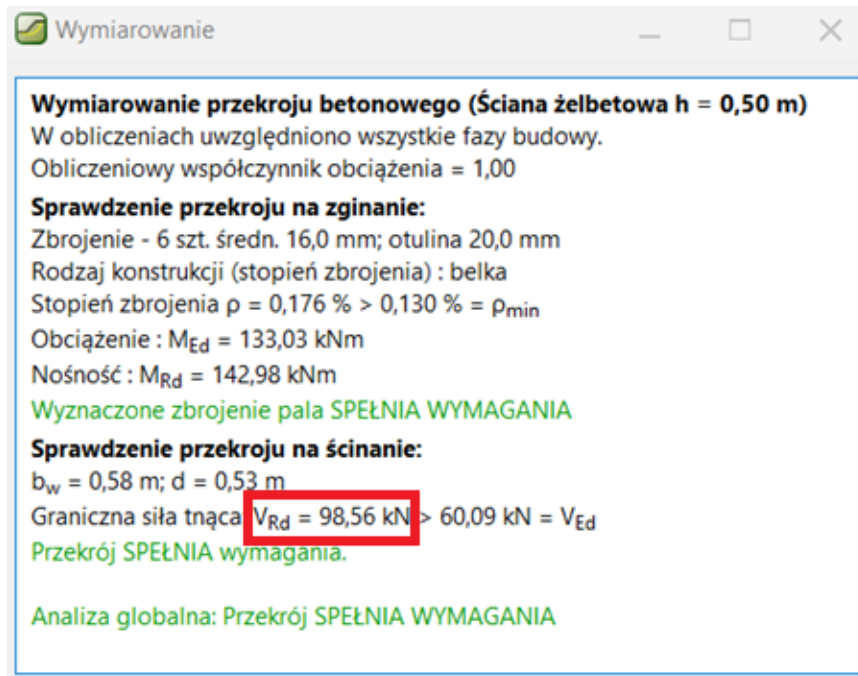 Wymiarowanie
Wymiarowanie przekroju betonowego (Ściana żelbetowa h = 0,50 m)
W obliczeniach uwzględniono wszystkie fazy budowy.
Obliczeniowy współczynnik obciążenia = 1,00
Sprawdzenie przekroju na zginanie:
Zbrojenie - 6 szt. średn. 16,0 mm; otulina 20,0 mm
Rodzaj konstrukcji (stopień zbrojenia) : belka
Stopień zbrojenia ρ = 0,176 % > 0,130 % = ρmin
Obciążenie : MEd = 133,03 kNm
Nośność : MRd = 142,98 kNm
Wyznaczone zbrojenie pala SPEŁNIA WYMAGANIA
Sprawdzenie przekroju na ścinanie:
bw = 0,58 m; d = 0,53 m
Graniczna siła tnąca VRd = 98,56 kN > 60,09 kN = VEd
Przekrój SPEŁNIA wymagania.
Analiza globalna: Przekrój SPEŁNIA WYMAGANIA